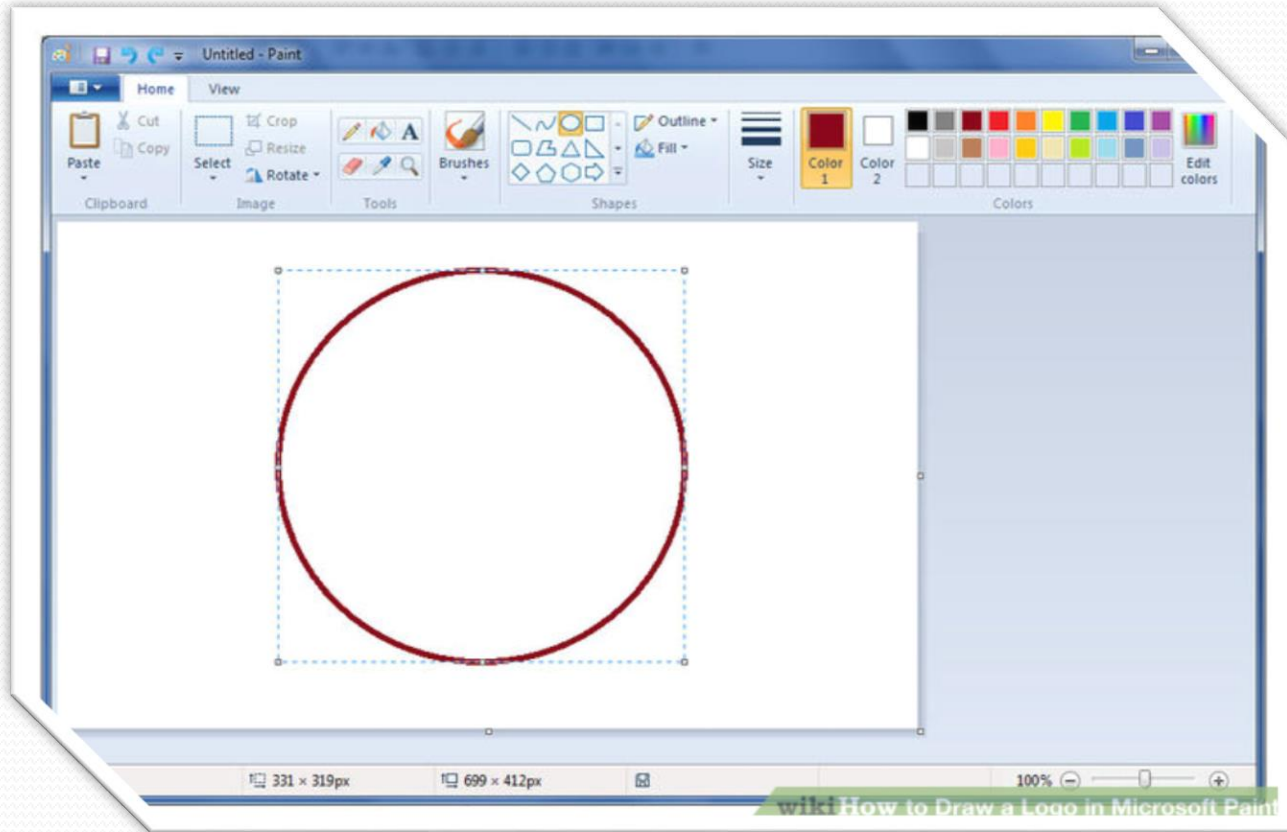 Untitled - Paint
Home View
Cut
Copy
Paste
Clipboard
Select
Crop
Resize
Rotate
Image
A
Tools
Brushes
Outline
Fill
Shapes
Size
Color 1
Color 2
Edit colors
Colors
331 × 319px
699 × 412px
100%
wikiHow to Draw a Logo in Microsoft Paint